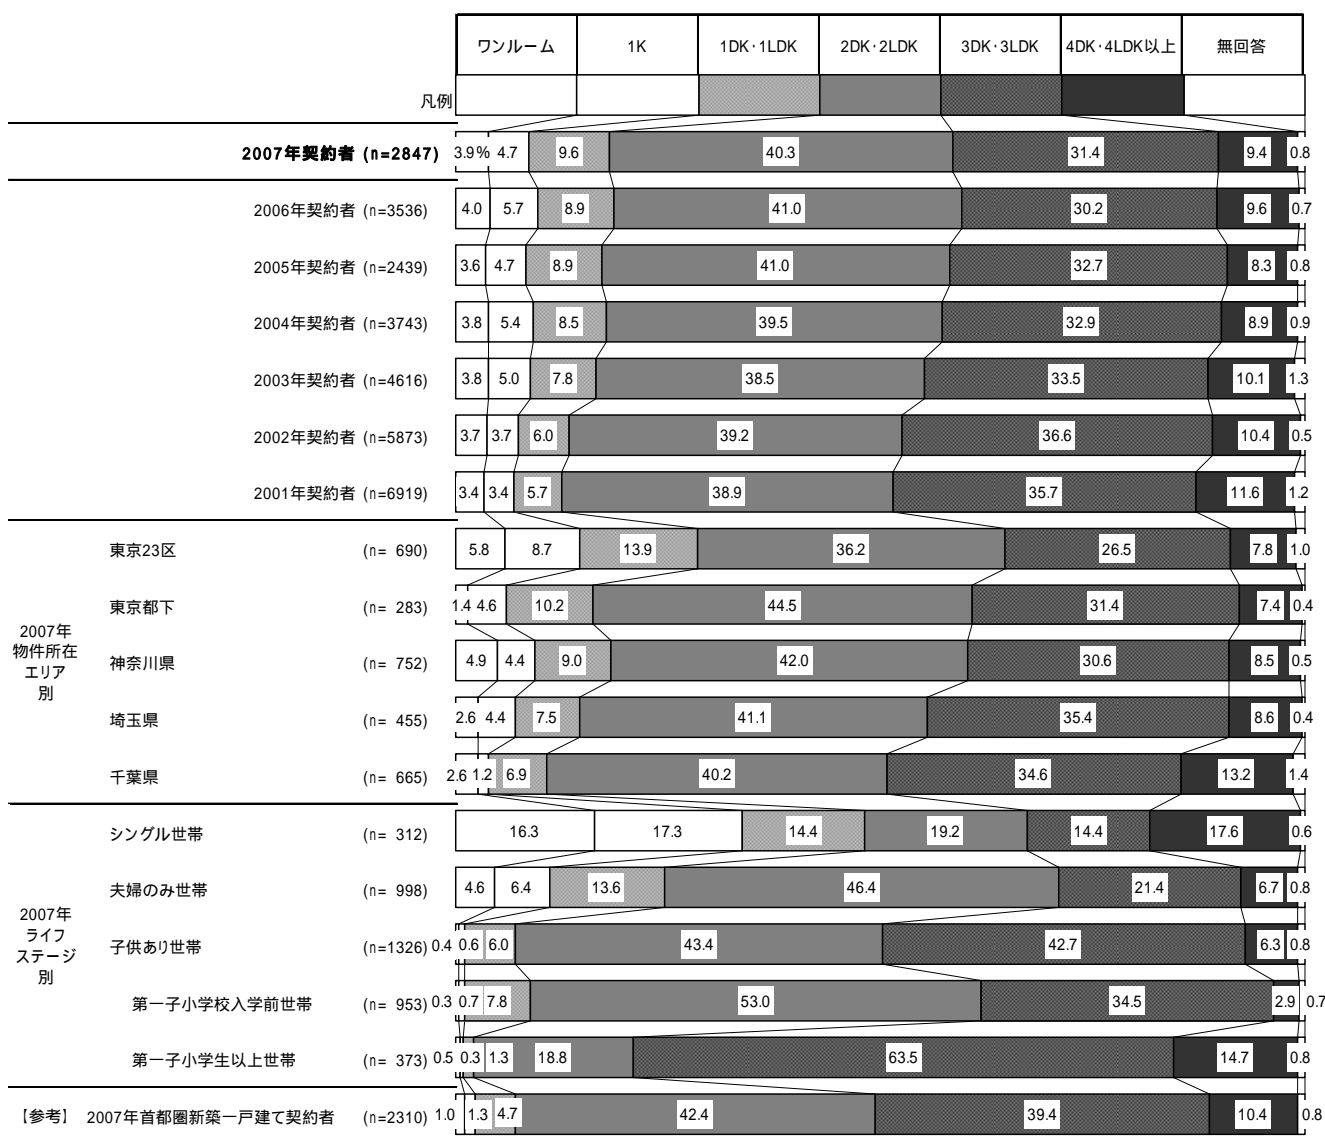 ワンルーム 1K 1DK・1LDK 2DK・2LDK 3DK・3LDK 4DK・4LDK以上 無回答
凡例
2007年契約者 (n=2847) 3.9% 4.7 9.6 40.3 31.4 9.4 0.8
2006年契約者 (n=3536) 4.0 5.7 8.9 41.0 30.2 9.6 0.7
2005年契約者 (n=2439) 3.6 4.7 8.9 41.0 32.7 8.3 0.8
2004年契約者 (n=3743) 3.8 5.4 8.5 39.5 32.9 8.9 0.9
2003年契約者 (n=4616) 3.8 5.0 7.8 38.5 33.5 10.1 1.3
2002年契約者 (n=5873) 3.7 3.7 6.0 39.2 36.6 10.4 0.5
2001年契約者 (n=6919) 3.4 3.4 5.7 38.9 35.7 11.6 1.2
2007年
物件所在
エリア
別
東京23区 (n= 690) 5.8 8.7 13.9 36.2 26.5 7.8 1.0
東京都下 (n= 283) 1.4 4.6 10.2 44.5 31.4 7.4 0.4
神奈川県 (n= 752) 4.9 4.4 9.0 42.0 30.6 8.5 0.5
埼玉県 (n= 455) 2.6 4.4 7.5 41.1 35.4 8.6 0.4
千葉県 (n= 665) 2.6 1.2 6.9 40.2 34.6 13.2 1.4
2007年
ライフ
ステージ
別
シングル世帯 (n= 312) 16.3 17.3 14.4 19.2 14.4 17.6 0.6
夫婦のみ世帯 (n= 998) 4.6 6.4 13.6 46.4 21.4 6.7 0.8
子供あり世帯 (n=1326) 0.4 0.6 6.0 43.4 42.7 6.3 0.8
第一子小学校入学前世帯 (n= 953) 0.3 0.7 7.8 53.0 34.5 2.9 0.7
第一子小学生以上世帯 (n= 373) 0.5 0.3 1.3 18.8 63.5 14.7 0.8
【参考】 2007年首都圏新築一戸建て契約者 (n=2310) 1.0 1.3 4.7 42.4 39.4 10.4 0.8